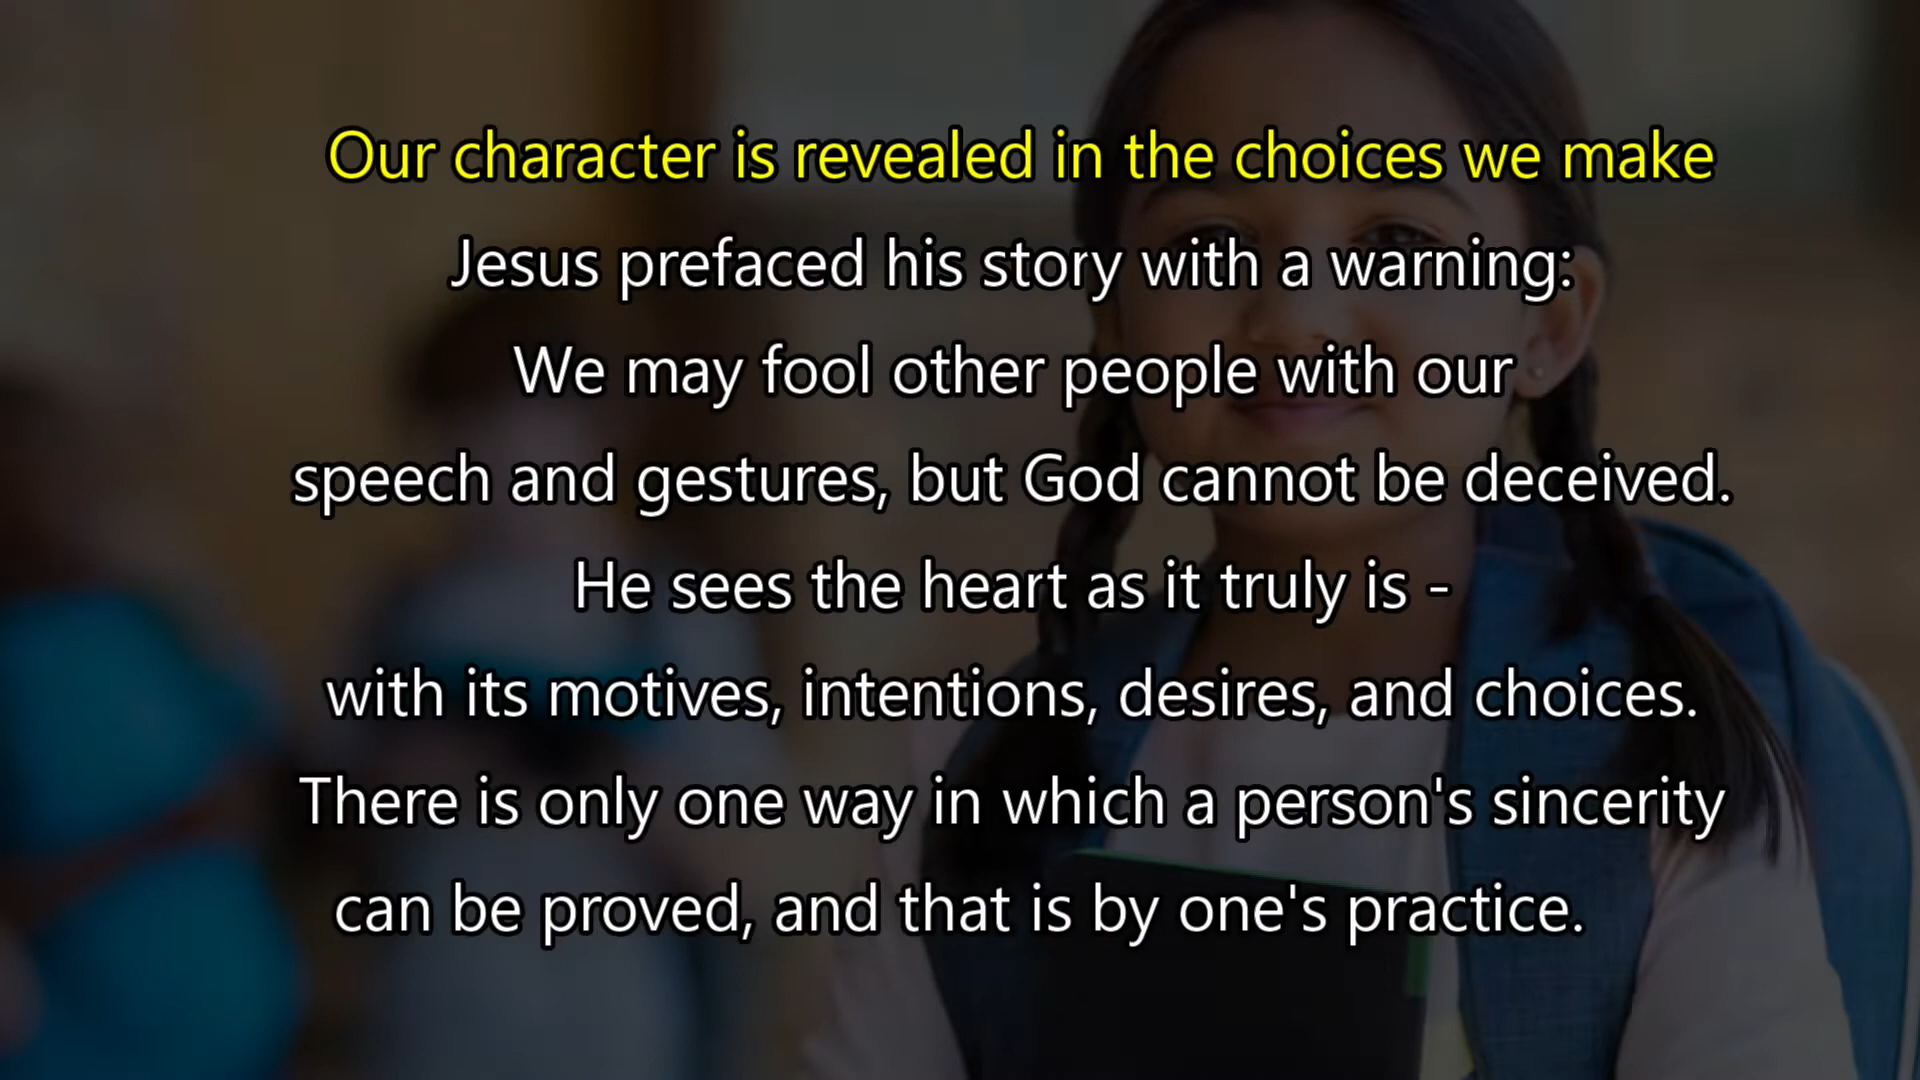 Our character is revealed in the choices we make
Jesus prefaced his story with a warning:
We may fool other people with our
speech and gestures, but God cannot be deceived.
He sees the heart as it truly is -
with its motives, intentions, desires, and choices.
There is only one way in which a person's sincerity
can be proved, and that is by one's practice.